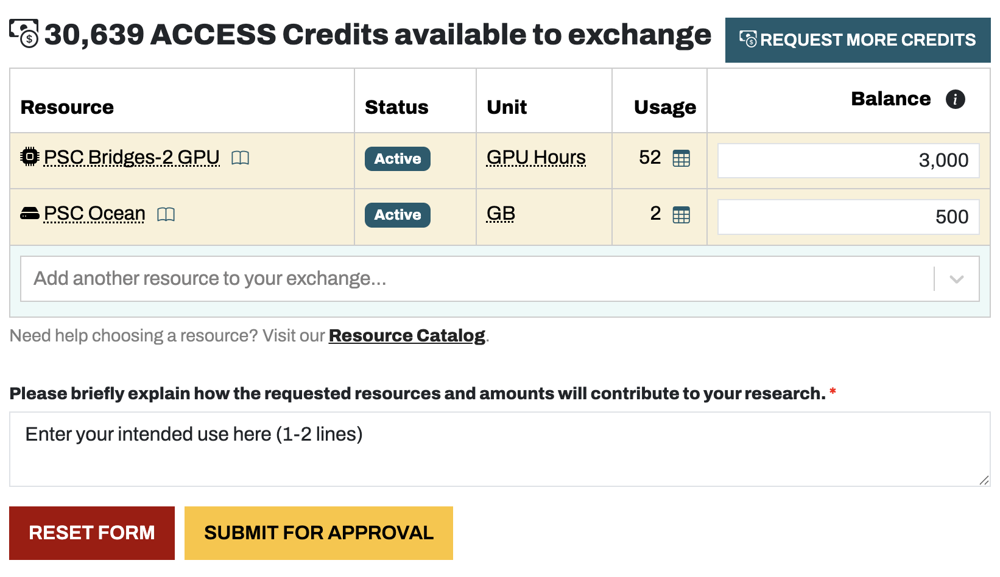 30,639 ACCESS Credits available to exchange
REQUEST MORE CREDITS
Resource Status Unit Usage Balance i
PSC Bridges-2 GPU Active GPU Hours 52 3,000
PSC Ocean Active GB 2 500
Add another resource to your exchange...
Need help choosing a resource? Visit our Resource Catalog.
Please briefly explain how the requested resources and amounts will contribute to your research. *
Enter your intended use here (1-2 lines)
RESET FORM SUBMIT FOR APPROVAL